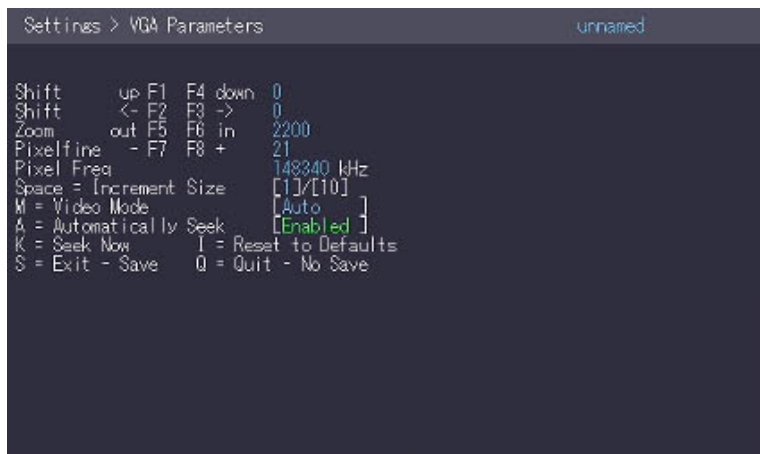 Settings > VGA Parameters unnamed
Shift up F1 F4 down 0
Shift <- F2 F3 -> 0
Zoom out F5 F6 in 2200
Pixelfine - F7 F8 + 21
Pixel Freq 148340 kHz
Space = Increment Size [1]/[10]
M = Video Mode [Auto ]
A = Automatically Seek [Enabled ]
K = Seek Now I = Reset to Defaults
S = Exit - Save Q = Quit - No Save